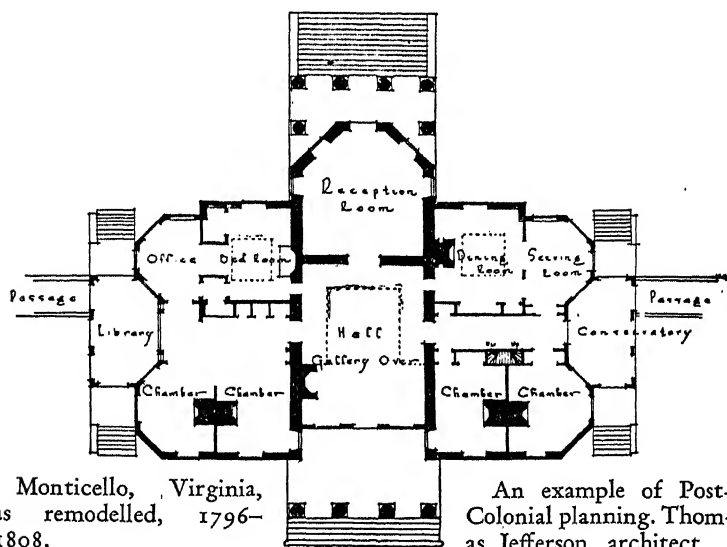 Reception
Room
Office
Bed Room
Dining
Room
Serving
Room
Passage
Passage
Library
Hall
Conservatory
Gallery Over
Chamber
Chamber
Chamber
Chamber
Monticello, Virginia,
as remodelled, 1796–
1808.
An example of Post-
Colonial planning. Thom-
as Jefferson, architect.